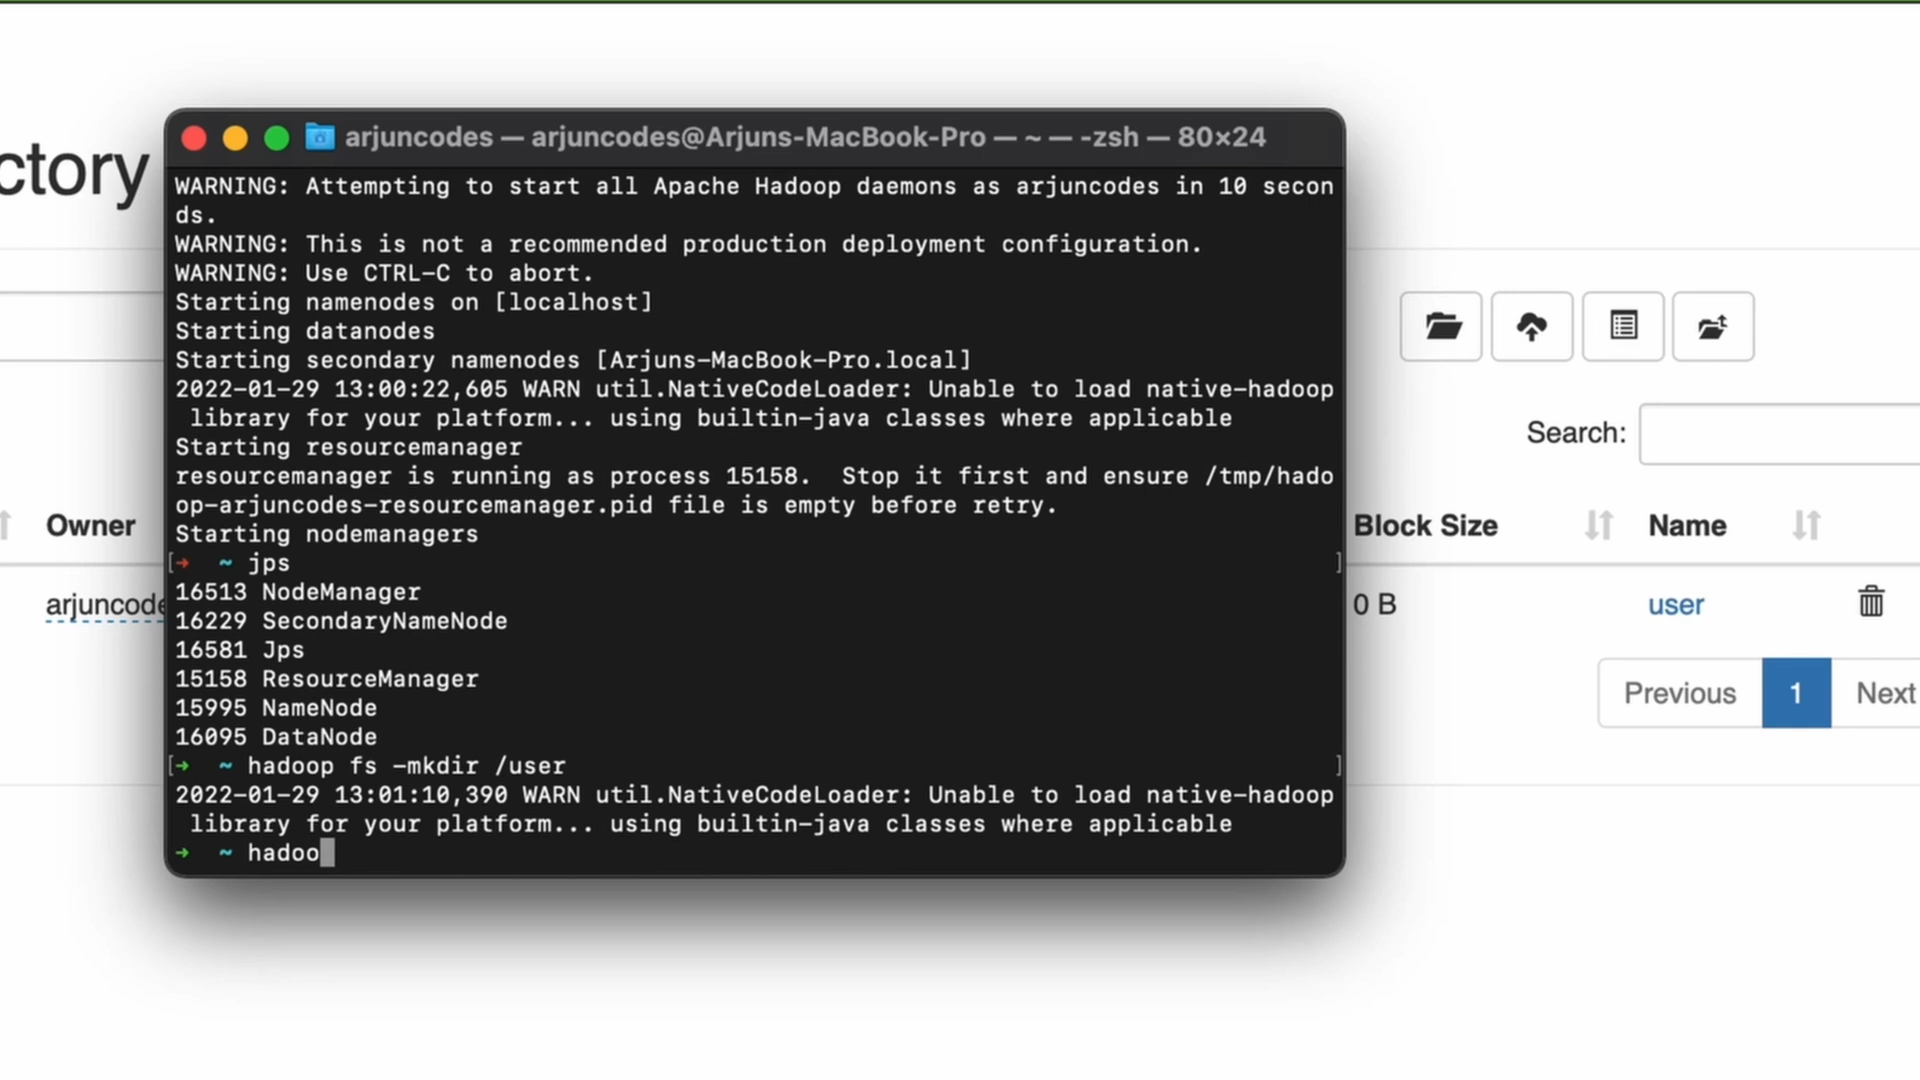 ctory
arjuncodes — arjuncodes@Arjuns-MacBook-Pro — ~ — -zsh — 80×24
WARNING: Attempting to start all Apache Hadoop daemons as arjuncodes in 10 secon
ds.
WARNING: This is not a recommended production deployment configuration.
WARNING: Use CTRL-C to abort.
Starting namenodes on [localhost]
Starting datanodes
Starting secondary namenodes [Arjuns-MacBook-Pro.local]
2022-01-29 13:00:22,605 WARN util.NativeCodeLoader: Unable to load native-hadoop
 library for your platform... using builtin-java classes where applicable
Starting resourcemanager
resourcemanager is running as process 15158.  Stop it first and ensure /tmp/hado
op-arjuncodes-resourcemanager.pid file is empty before retry.
Starting nodemanagers
[➜  ~ jps ]
16513 NodeManager
16229 SecondaryNameNode
16581 Jps
15158 ResourceManager
15995 NameNode
16095 DataNode
[➜  ~ hadoop fs -mkdir /user ]
2022-01-29 13:01:10,390 WARN util.NativeCodeLoader: Unable to load native-hadoop
 library for your platform... using builtin-java classes where applicable
➜  ~ hadoo
Search:
Owner Block Size Name
arjuncode 0 B user
Previous 1 Next